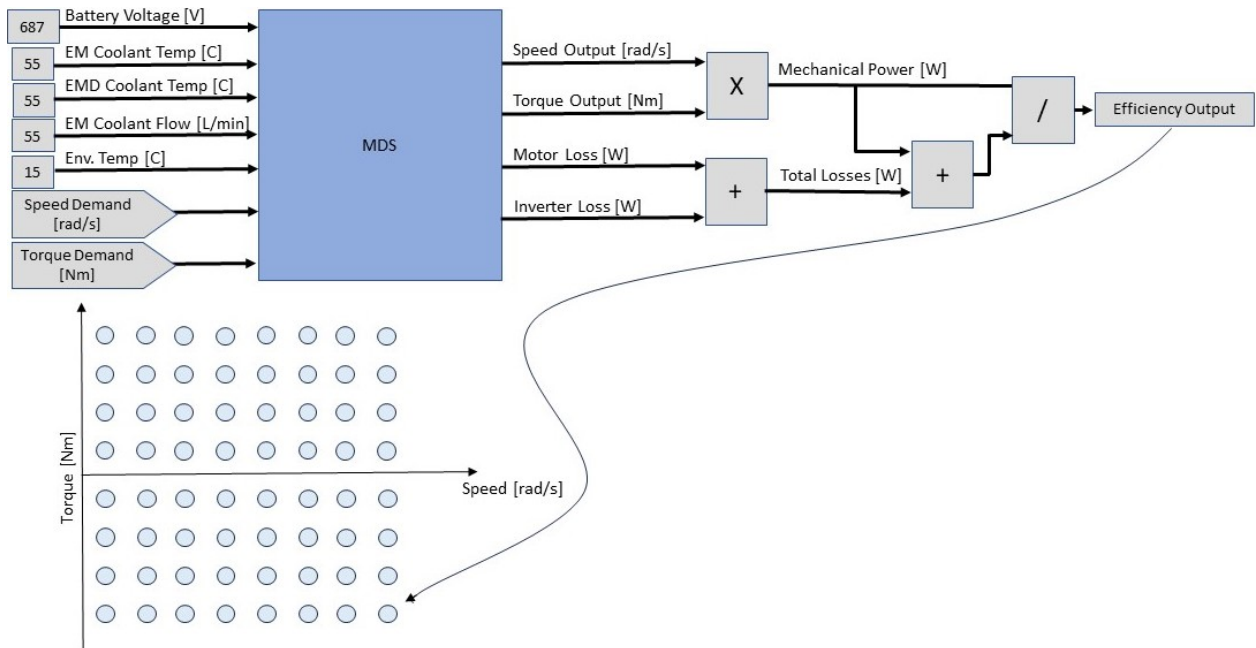 687
Battery Voltage [V]
55
EM Coolant Temp [C]
55
EMD Coolant Temp [C]
55
EM Coolant Flow [L/min]
15
Env. Temp [C]
Speed Demand
[rad/s]
Torque Demand
[Nm]
MDS
Speed Output [rad/s]
Torque Output [Nm]
Motor Loss [W]
Inverter Loss [W]
X
+
Mechanical Power [W]
Total Losses [W]
+
/
Efficiency Output
Torque [Nm]
Speed [rad/s]